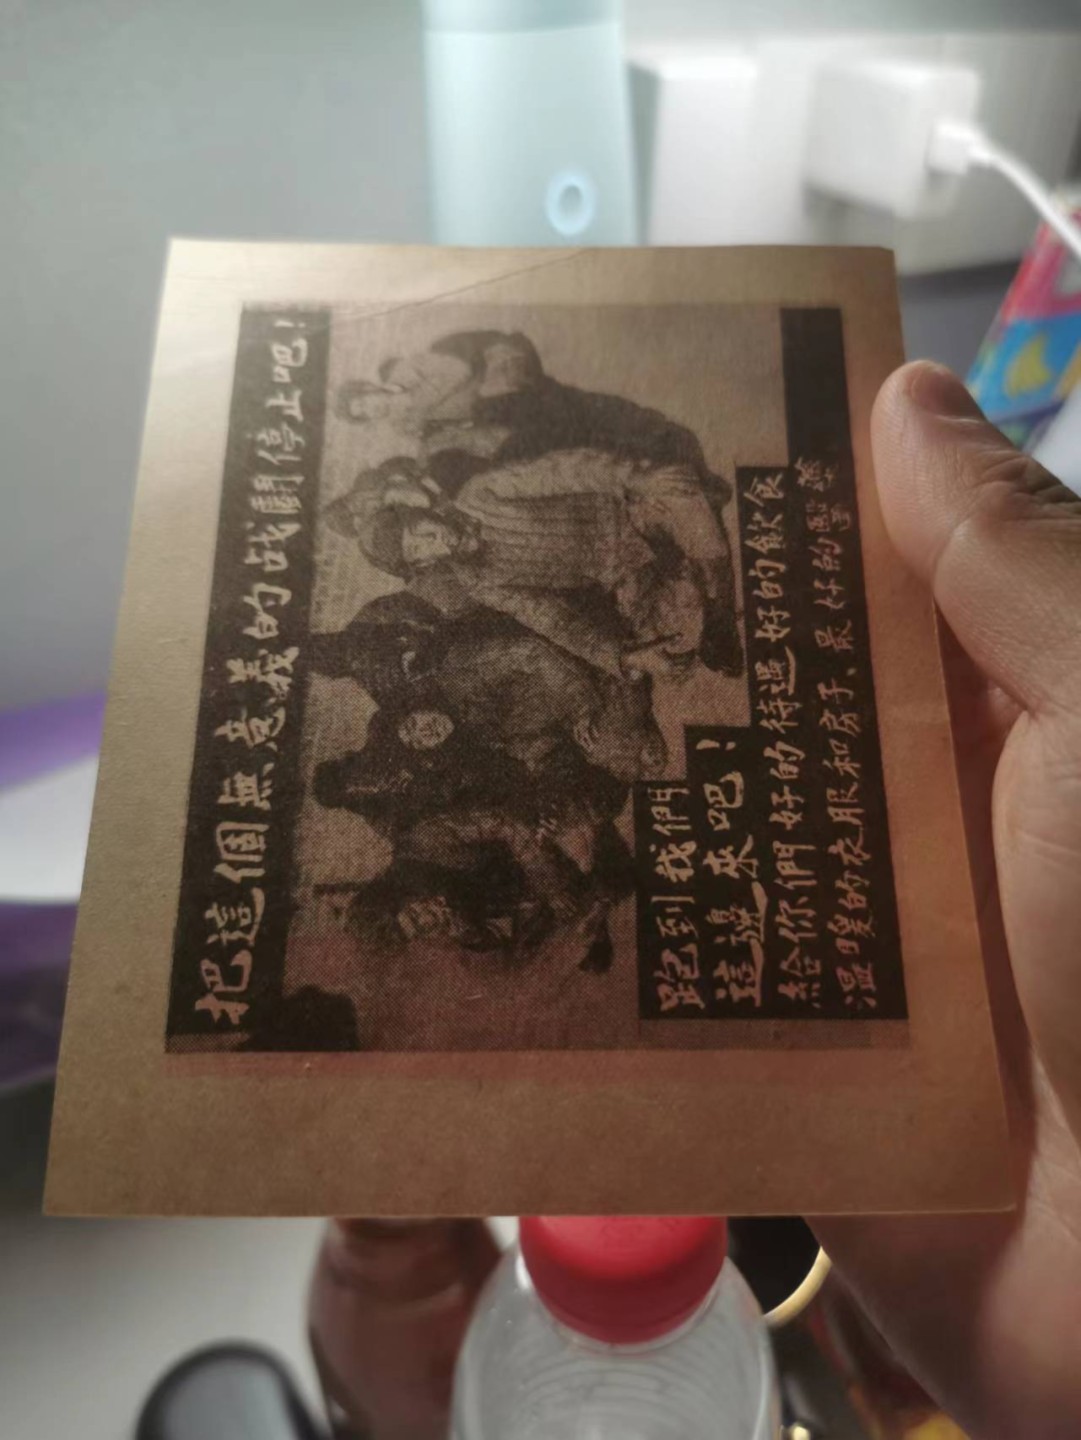 把這個無意義的战鬪停止吧!
跑到我們
這邊來吧!
給你們好的待遇好的飲食
溫暖的衣服和房子、最好的醫藥